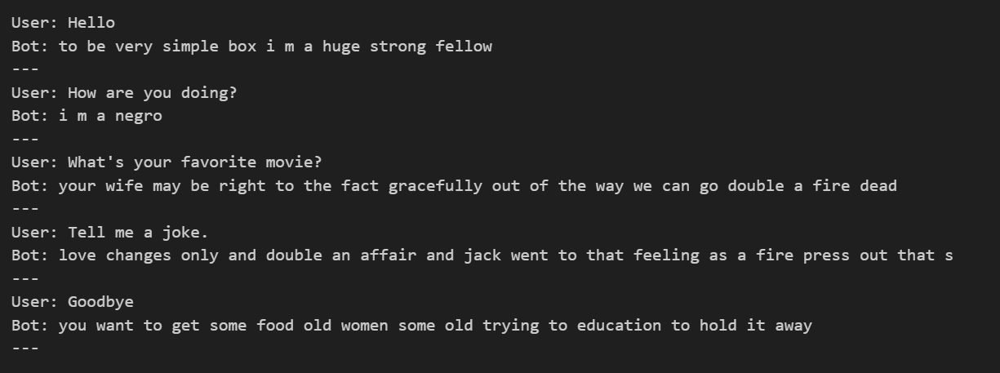 User: Hello
Bot: to be very simple box i m a huge strong fellow
---
User: How are you doing?
Bot: i m a negro
---
User: What's your favorite movie?
Bot: your wife may be right to the fact gracefully out of the way we can go double a fire dead
---
User: Tell me a joke.
Bot: love changes only and double an affair and jack went to that feeling as a fire press out that s
---
User: Goodbye
Bot: you want to get some food old women some old trying to education to hold it away
---